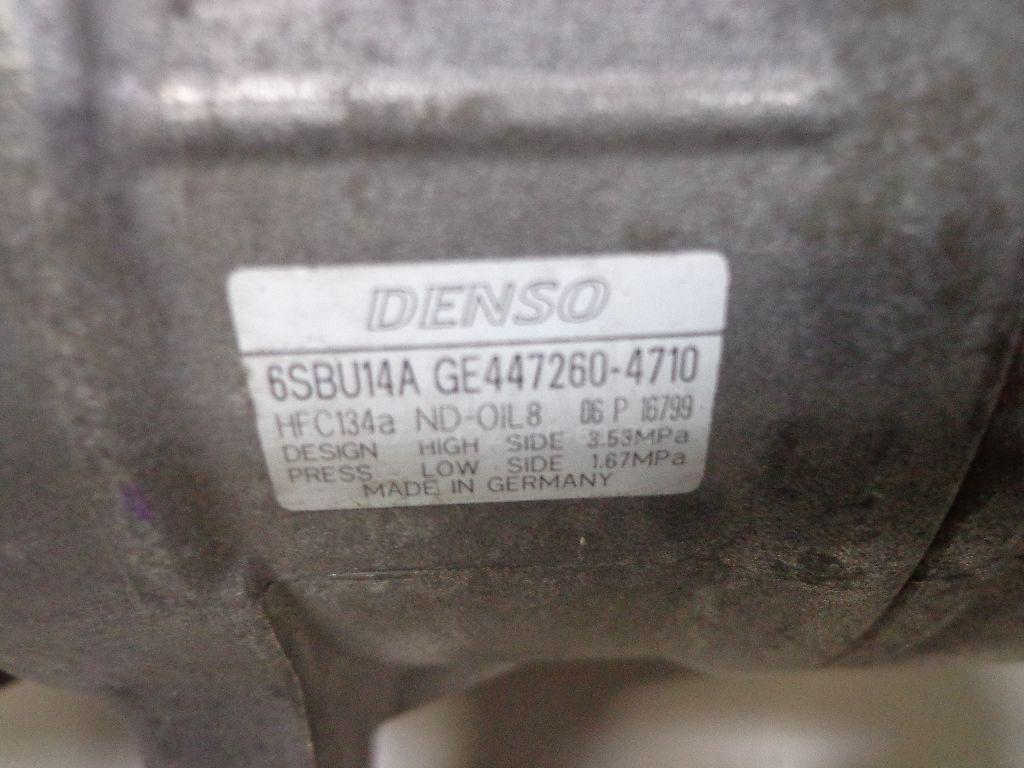 DENSO
6SBU14A GE447260-4710
HFC134a ND-OIL8 06 P 16799
DESIGN HIGH SIDE 3.53MPa
PRESS LOW SIDE 1.67MPa
MADE IN GERMANY